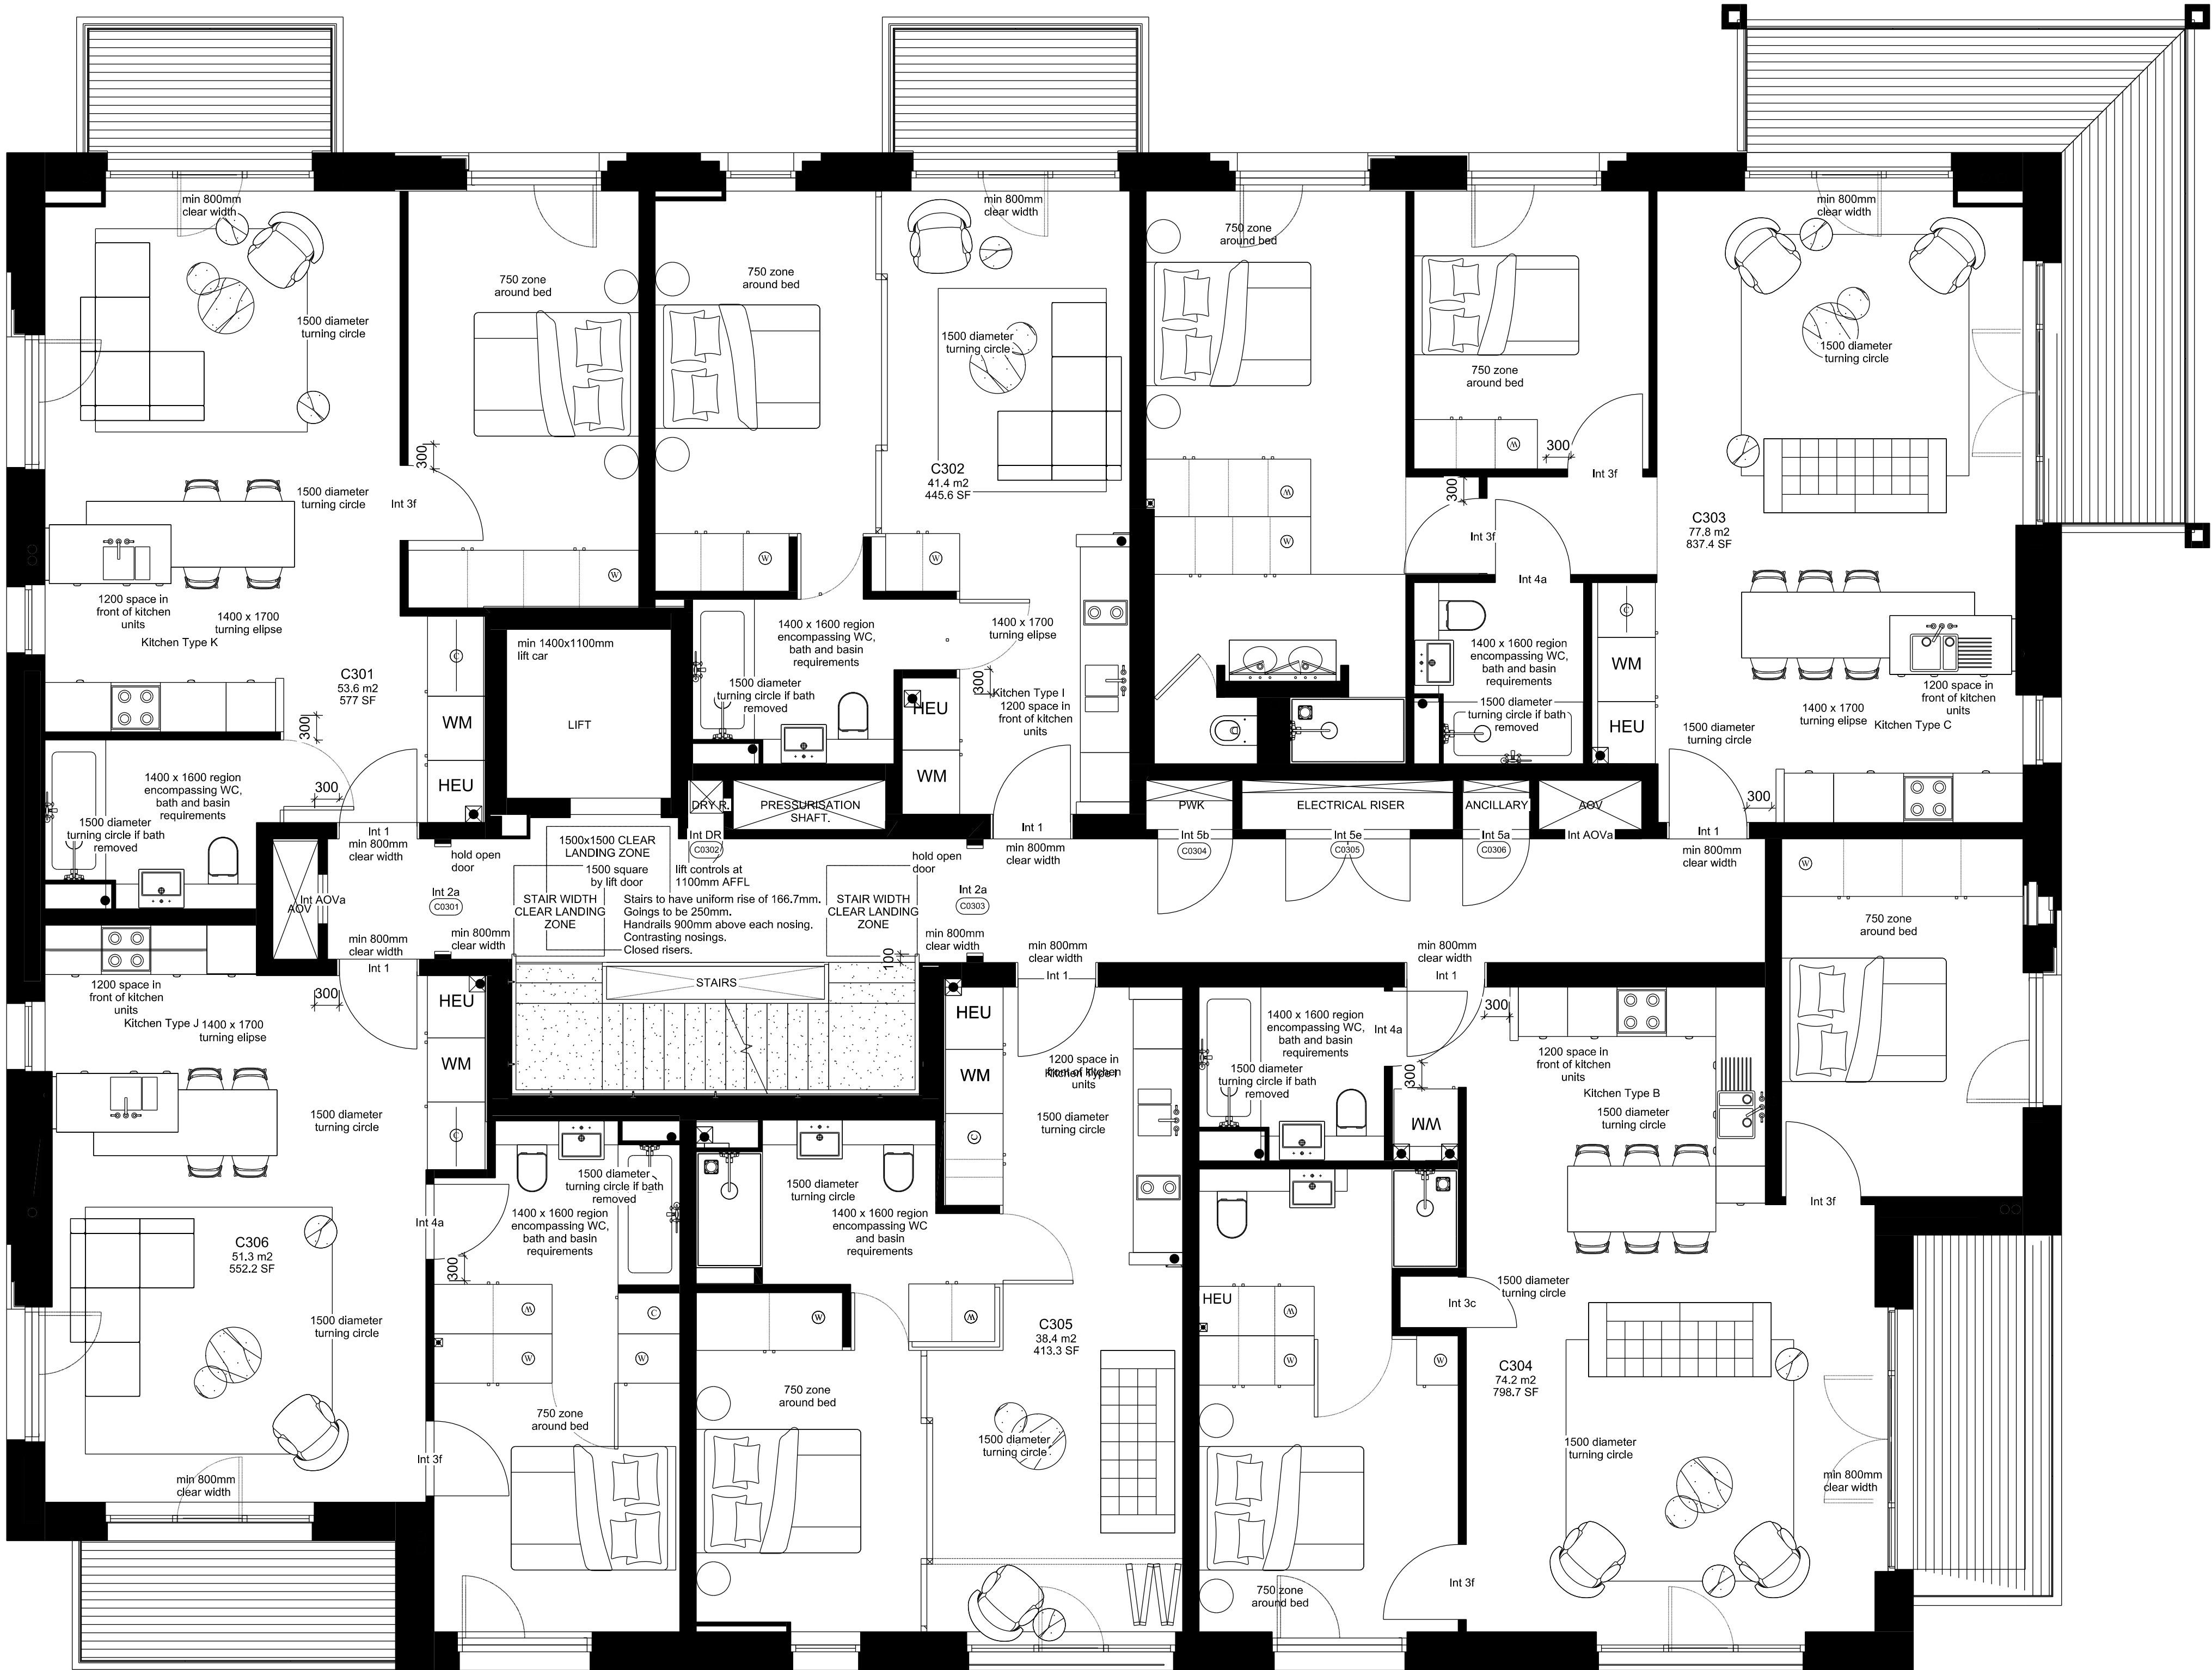 min 800mm
clear width
1500 diameter
turning circle
1500 diameter
turning circle
1200 space in
front of kitchen
units
Kitchen Type K
1400 x 1700
turning elipse
C301
53.6 m2
577 SF
300
300
1400 x 1600 region
encompassing WC,
bath and basin
requirements
1500 diameter
turning circle if bath
removed
C
WM
HEU
Int 1
min 800mm
clear width
750 zone
around bed
300
Int 3f
W
min 1400x1100mm
lift car
LIFT
750 zone
around bed
W
W
min 800mm
clear width
1500 diameter
turning circle
C302
41.4 m2
445.6 SF
1400 x 1600 region
encompassing WC,
bath and basin
requirements
1500 diameter
turning circle if bath
removed
1400 x 1700
turning elipse
300
Kitchen Type I
1200 space in
front of kitchen
units
HEU
WM
Int 1
min 800mm
clear width
750 zone
around bed
W
W
750 zone
around bed
W
300
Int 3f
300
Int 3f
Int 4a
1400 x 1600 region
encompassing WC,
bath and basin
requirements
1500 diameter
turning circle if bath
removed
C
WM
HEU
min 800mm
clear width
1500 diameter
turning circle
C303
77.8 m2
837.4 SF
1200 space in
front of kitchen
units
1400 x 1700
turning elipse
Kitchen Type C
1500 diameter
turning circle
300
Int 1
min 800mm
clear width
DRY R.
PRESSURISATION
SHAFT.
PWK
ELECTRICAL RISER
ANCILLARY
AOV
Int DR
C0302
Int 5b
C0304
Int 5e
C0305
Int 5a
C0306
Int AOVa
AOV
Int AOVa
hold open
door
Int 2a
C0301
min 800mm
clear width
1500x1500 CLEAR
LANDING ZONE
1500 square
by lift door
lift controls at
1100mm AFFL
STAIR WIDTH
CLEAR LANDING
ZONE
Stairs to have uniform rise of 166.7mm.
Goings to be 250mm.
Handrails 900mm above each nosing.
Contrasting nosings.
Closed risers.
STAIR WIDTH
CLEAR LANDING
ZONE
hold open
door
Int 2a
C0303
min 800mm
clear width
100
STAIRS
min 800mm
clear width
Int 1
300
1200 space in
front of kitchen
units
Kitchen Type J
1400 x 1700
turning elipse
HEU
WM
C
1500 diameter
turning circle
C306
51.3 m2
552.2 SF
1500 diameter
turning circle
min 800mm
clear width
Int 4a
300
1500 diameter
turning circle if bath
removed
1400 x 1600 region
encompassing WC,
bath and basin
requirements
W
C
W
W
750 zone
around bed
Int 3f
1500 diameter
turning circle
1400 x 1600 region
encompassing WC
and basin
requirements
W
W
750 zone
around bed
min 800mm
clear width
Int 1
HEU
WM
C
1200 space in
front of kitchen
units
1500 diameter
turning circle
C305
38.4 m2
413.3 SF
1500 diameter
turning circle
min 800mm
clear width
Int 1
1400 x 1600 region
encompassing WC,
bath and basin
requirements
Int 4a
1500 diameter
turning circle if bath
removed
300
300
WM
1200 space in
front of kitchen
units
Kitchen Type B
1500 diameter
turning circle
HEU
W
W
W
Int 3c
1500 diameter
turning circle
C304
74.2 m2
798.7 SF
1500 diameter
turning circle
min 800mm
clear width
Int 3f
750 zone
around bed
W
750 zone
around bed
Int 3f